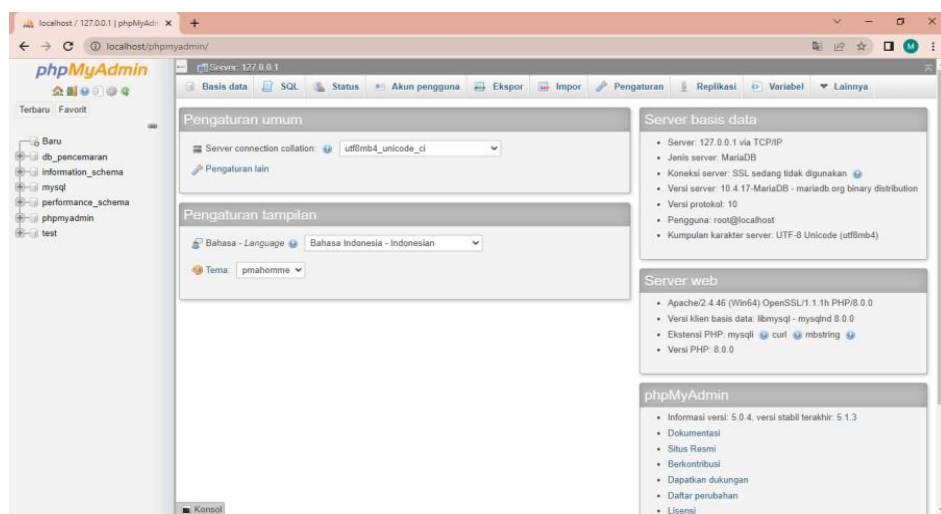 localhost / 127.0.0.1 | phpMyAdmi
localhost/phpmyadmin/
M
phpMyAdmin
Terbaru Favorit
Baru
db_pencemaran
information_schema
mysql
performance_schema
phpmyadmin
test
Server: 127.0.0.1
Basis data SQL Status Akun pengguna Ekspor Impor Pengaturan Replikasi Variabel Lainnya
Pengaturan umum
Server connection collation: utf8mb4_unicode_ci
Pengaturan lain
Pengaturan tampilan
Bahasa - Language Bahasa Indonesia - Indonesian
Tema: pmahomme
Server basis data
Server: 127.0.0.1 via TCP/IP
Jenis server: MariaDB
Koneksi server: SSL sedang tidak digunakan
Versi server: 10.4.17-MariaDB - mariadb.org binary distribution
Versi protokol: 10
Pengguna: root@localhost
Kumpulan karakter server: UTF-8 Unicode (utf8mb4)
Server web
Apache/2.4.46 (Win64) OpenSSL/1.1.1h PHP/8.0.0
Versi klien basis data: libmysql - mysqlnd 8.0.0
Ekstensi PHP: mysqli curl mbstring
Versi PHP: 8.0.0
phpMyAdmin
Informasi versi: 5.0.4, versi stabil terakhir: 5.1.3
Dokumentasi
Situs Resmi
Berkontribusi
Dapatkan dukungan
Daftar perubahan
Lisensi
Konsol